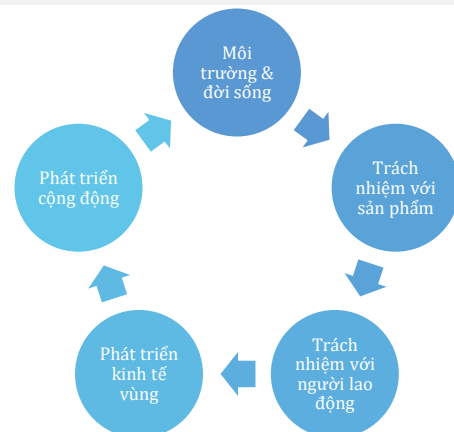 Môi
trường &
đời sống
Trách
nhiệm với
sản phẩm
Trách
nhiệm với
người lao
động
Phát triển
kinh tế
vùng
Phát triển
cộng động